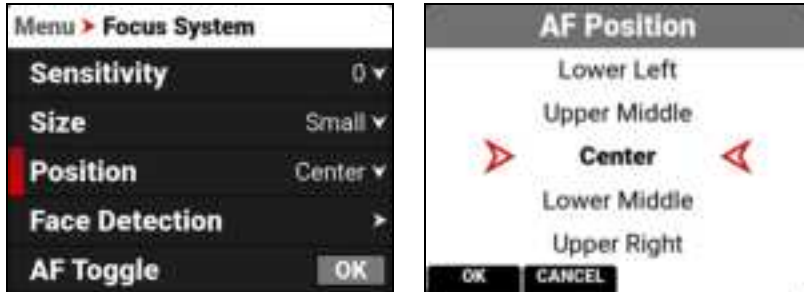 Menu > Focus System
Sensitivity 0
Size Small
Position Center
Face Detection >
AF Toggle OK
AF Position
Lower Left
Upper Middle
Center
Lower Middle
Upper Right
OK CANCEL